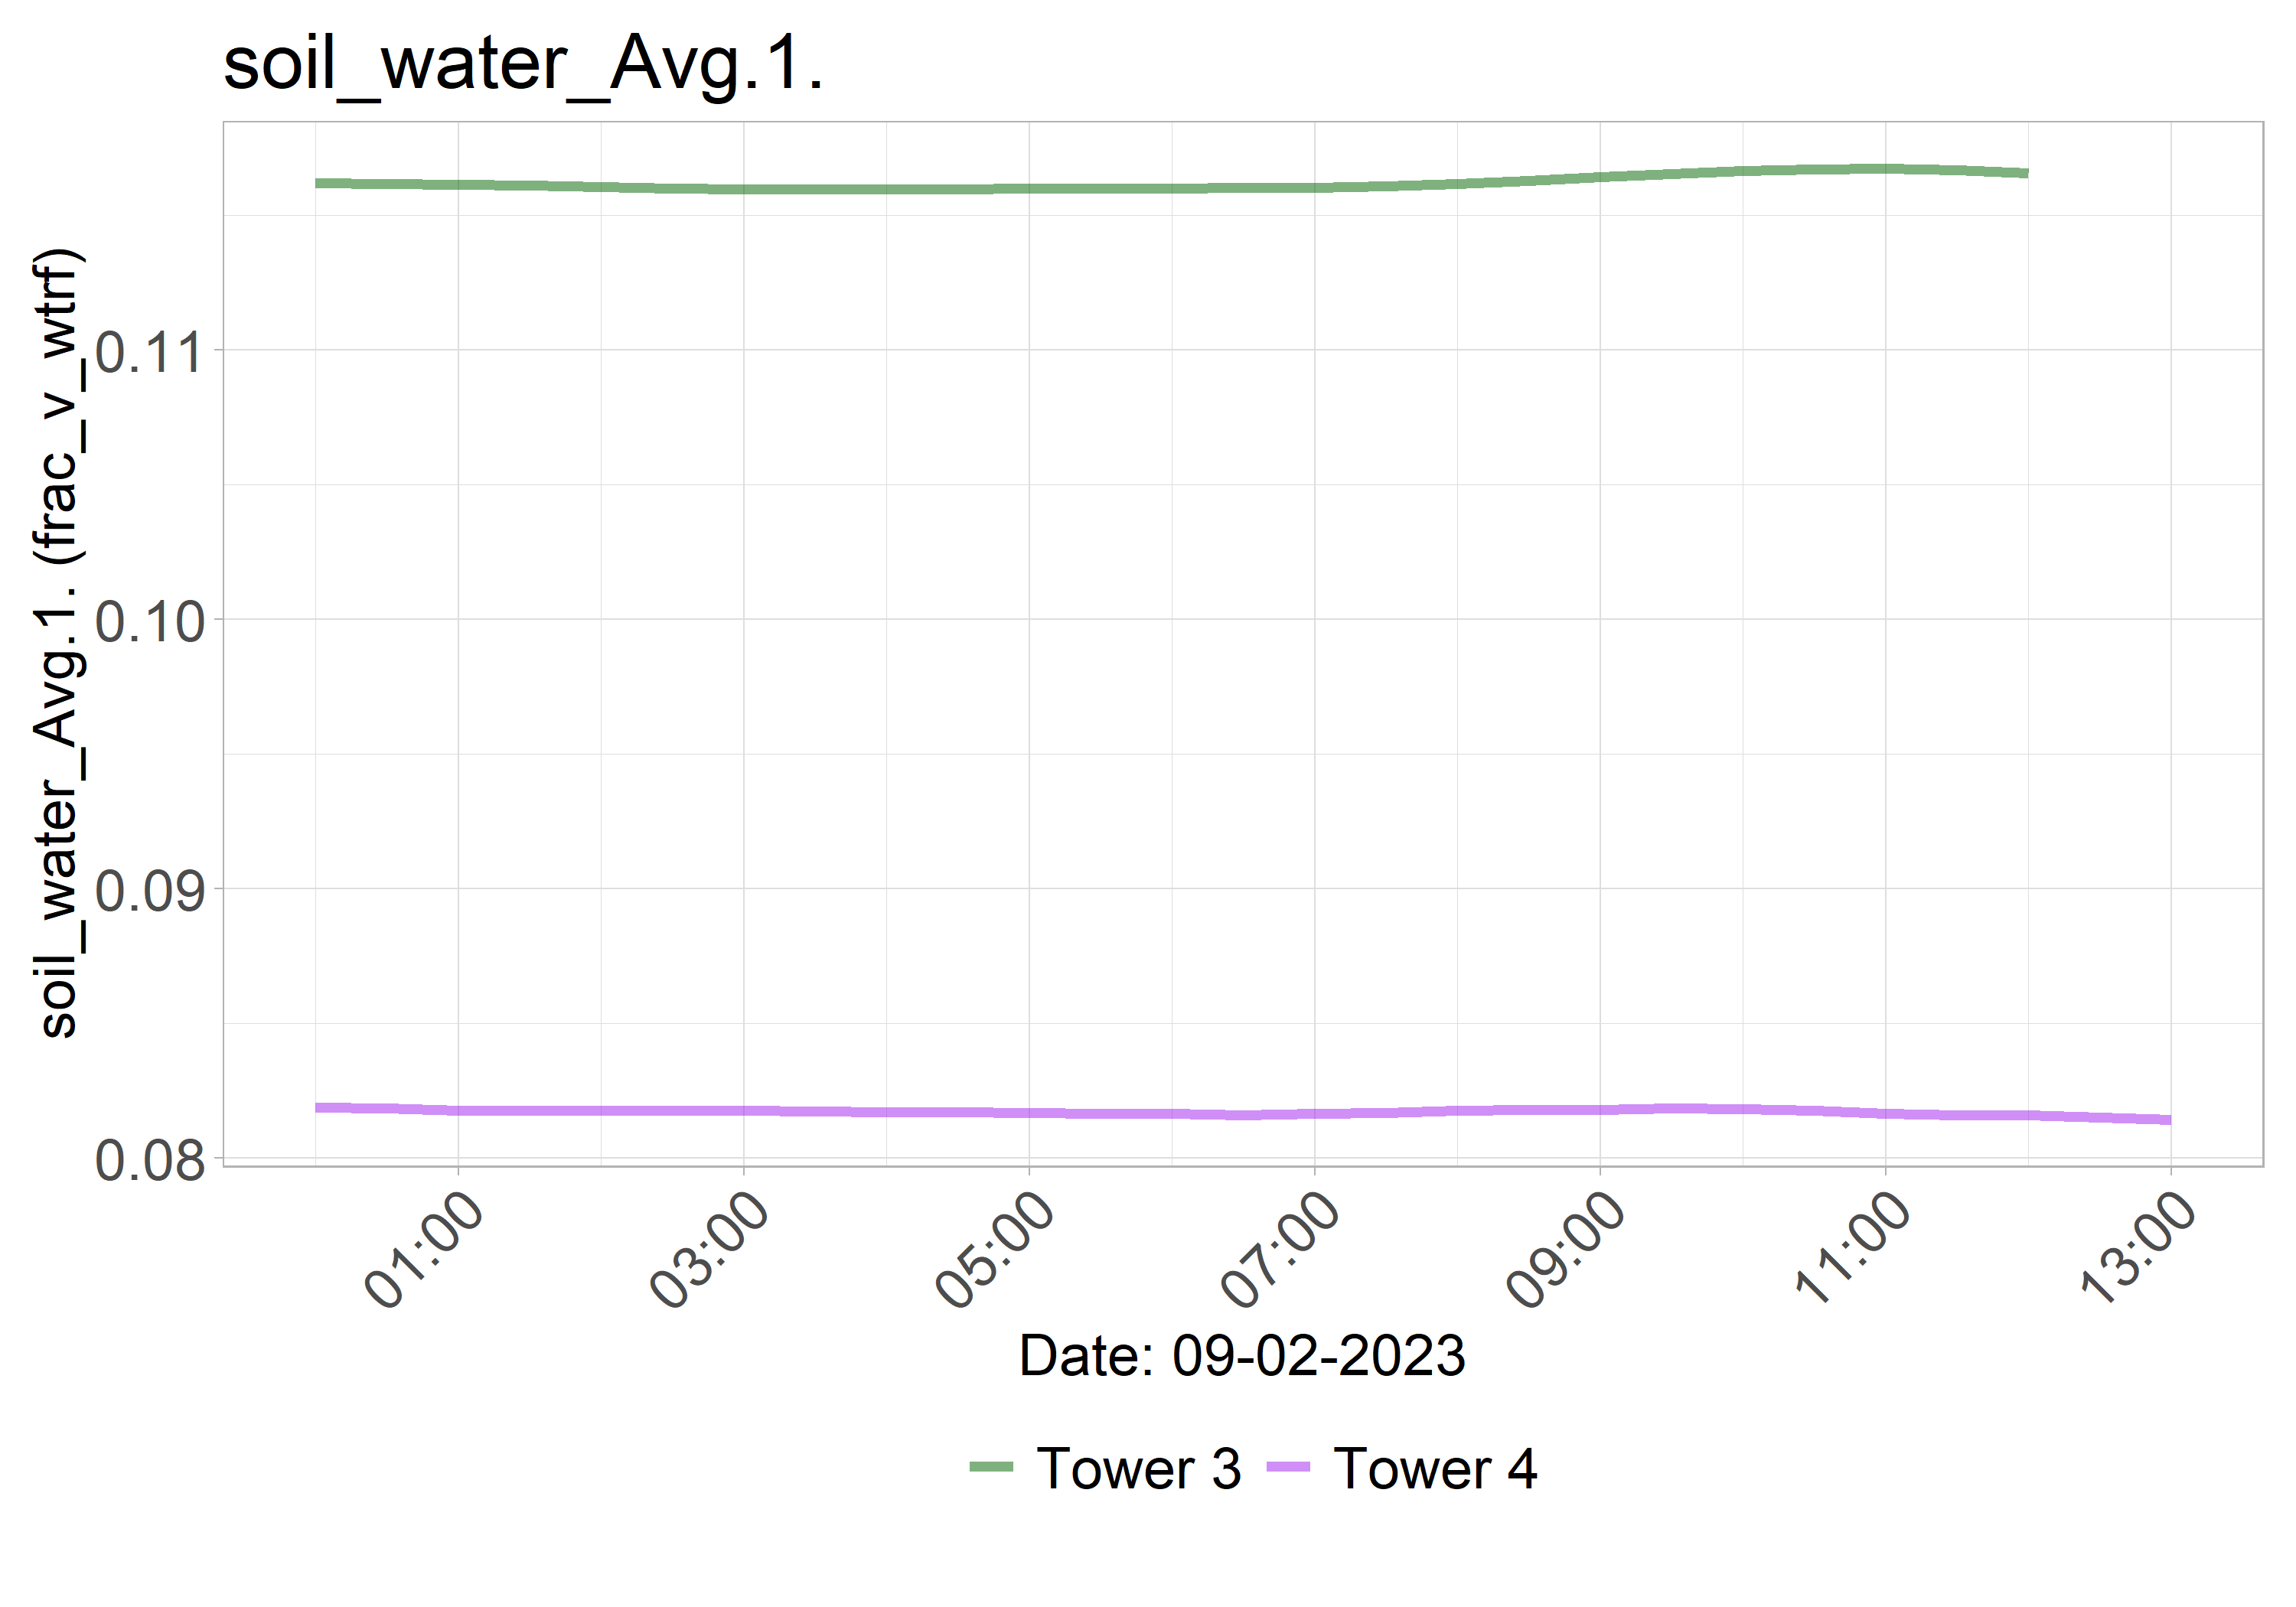 soil_water_Avg.1.
soil_water_Avg.1. (frac_v_wtrf)
0.11
0.10
0.09
0.08
01:00
03:00
05:00
07:00
09:00
11:00
13:00
Date: 09-02-2023
Tower 3
Tower 4